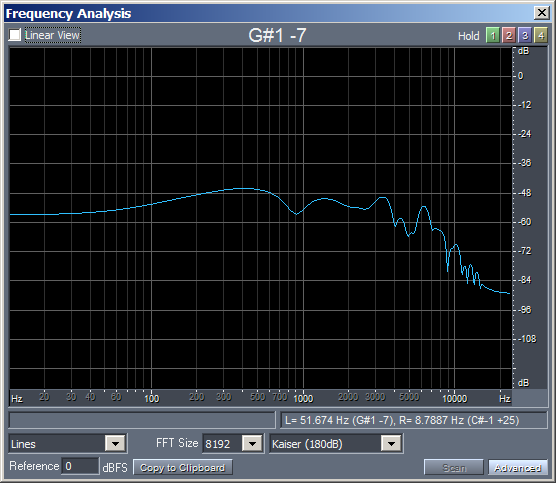 Frequency Analysis
Linear View
G#1 -7
Hold 1 2 3 4
dB
0
-12
-24
-36
-48
-60
-72
-84
-96
-108
dB
Hz 20 30 40 50 60 100 200 300 400 500 700 1000 2000 3000 4000 6000 10000 Hz
L= 51.674 Hz (G#1 -7), R= 8.7887 Hz (C#-1 +25)
Lines FFT Size 8192 Kaiser (180dB)
Reference 0 dBFS Copy to Clipboard Scan Advanced